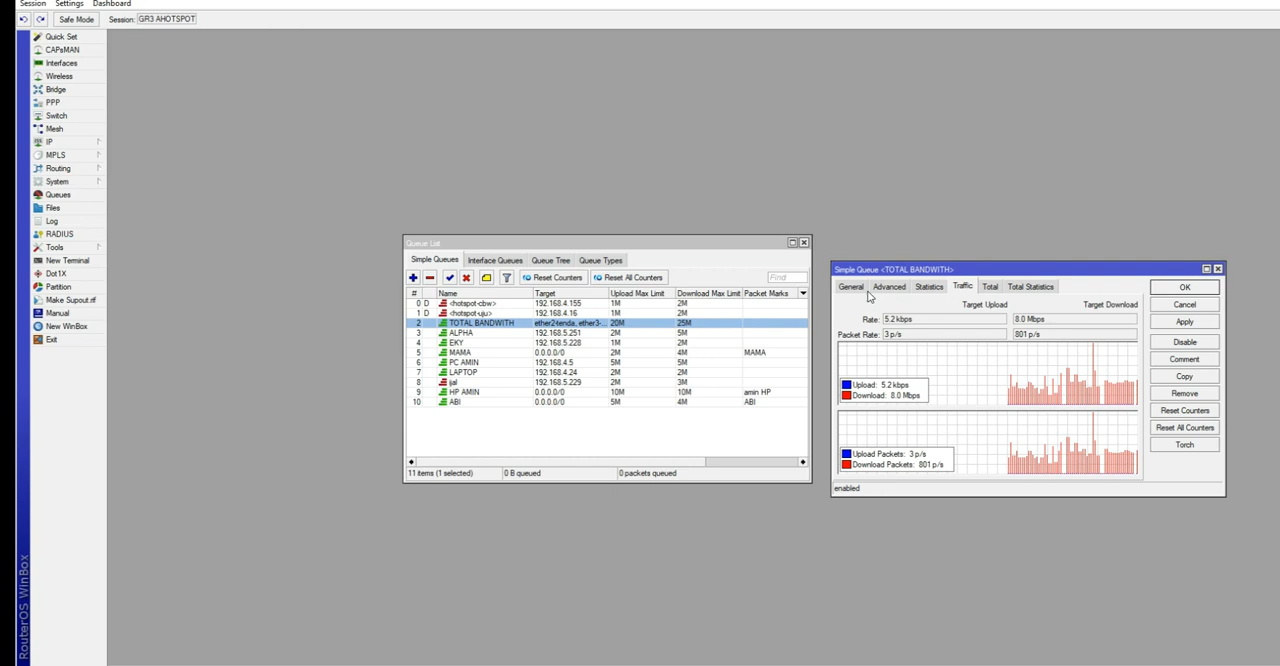 Session Settings Dashboard
Safe Mode Session: GR3 AHOTSPOT
Quick Set
CAPsMAN
Interfaces
Wireless
Bridge
PPP
Switch
Mesh
IP
MPLS
Routing
System
Queues
Files
Log
RADIUS
Tools
New Terminal
Dot1X
Partition
Make Supout.rif
Manual
New WinBox
Exit
RouterOS WinBox
Queue List
Simple Queues Interface Queues Queue Tree Queue Types
Reset Counters Reset All Counters Find
# Name Target Upload Max Limit Download Max Limit Packet Marks
0 D <hotspot-cbw> 192.168.4.155 1M 2M
1 D <hotspot-uju> 192.168.4.16 1M 2M
2 TOTAL BANDWITH ether2-tenda, ether3-... 20M 25M
3 ALPHA 192.168.5.251 2M 5M
4 EKY 192.168.5.228 1M 2M
5 MAMA 0.0.0.0/0 2M 4M MAMA
6 PC AMIN 192.168.4.5 5M 5M
7 LAPTOP 192.168.4.24 2M 2M
8 ijal 192.168.5.229 2M 3M
9 HP AMIN 0.0.0.0/0 10M 10M amin HP
10 ABI 0.0.0.0/0 5M 4M ABI
11 items (1 selected) 0 B queued 0 packets queued
Simple Queue <TOTAL BANDWITH>
General Advanced Statistics Traffic Total Total Statistics
Target Upload Target Download
Rate: 5.2 kbps 8.0 Mbps
Packet Rate: 3 p/s 801 p/s
Upload: 5.2 kbps
Download: 8.0 Mbps
Upload Packets: 3 p/s
Download Packets: 801 p/s
enabled
OK
Cancel
Apply
Disable
Comment
Copy
Remove
Reset Counters
Reset All Counters
Torch